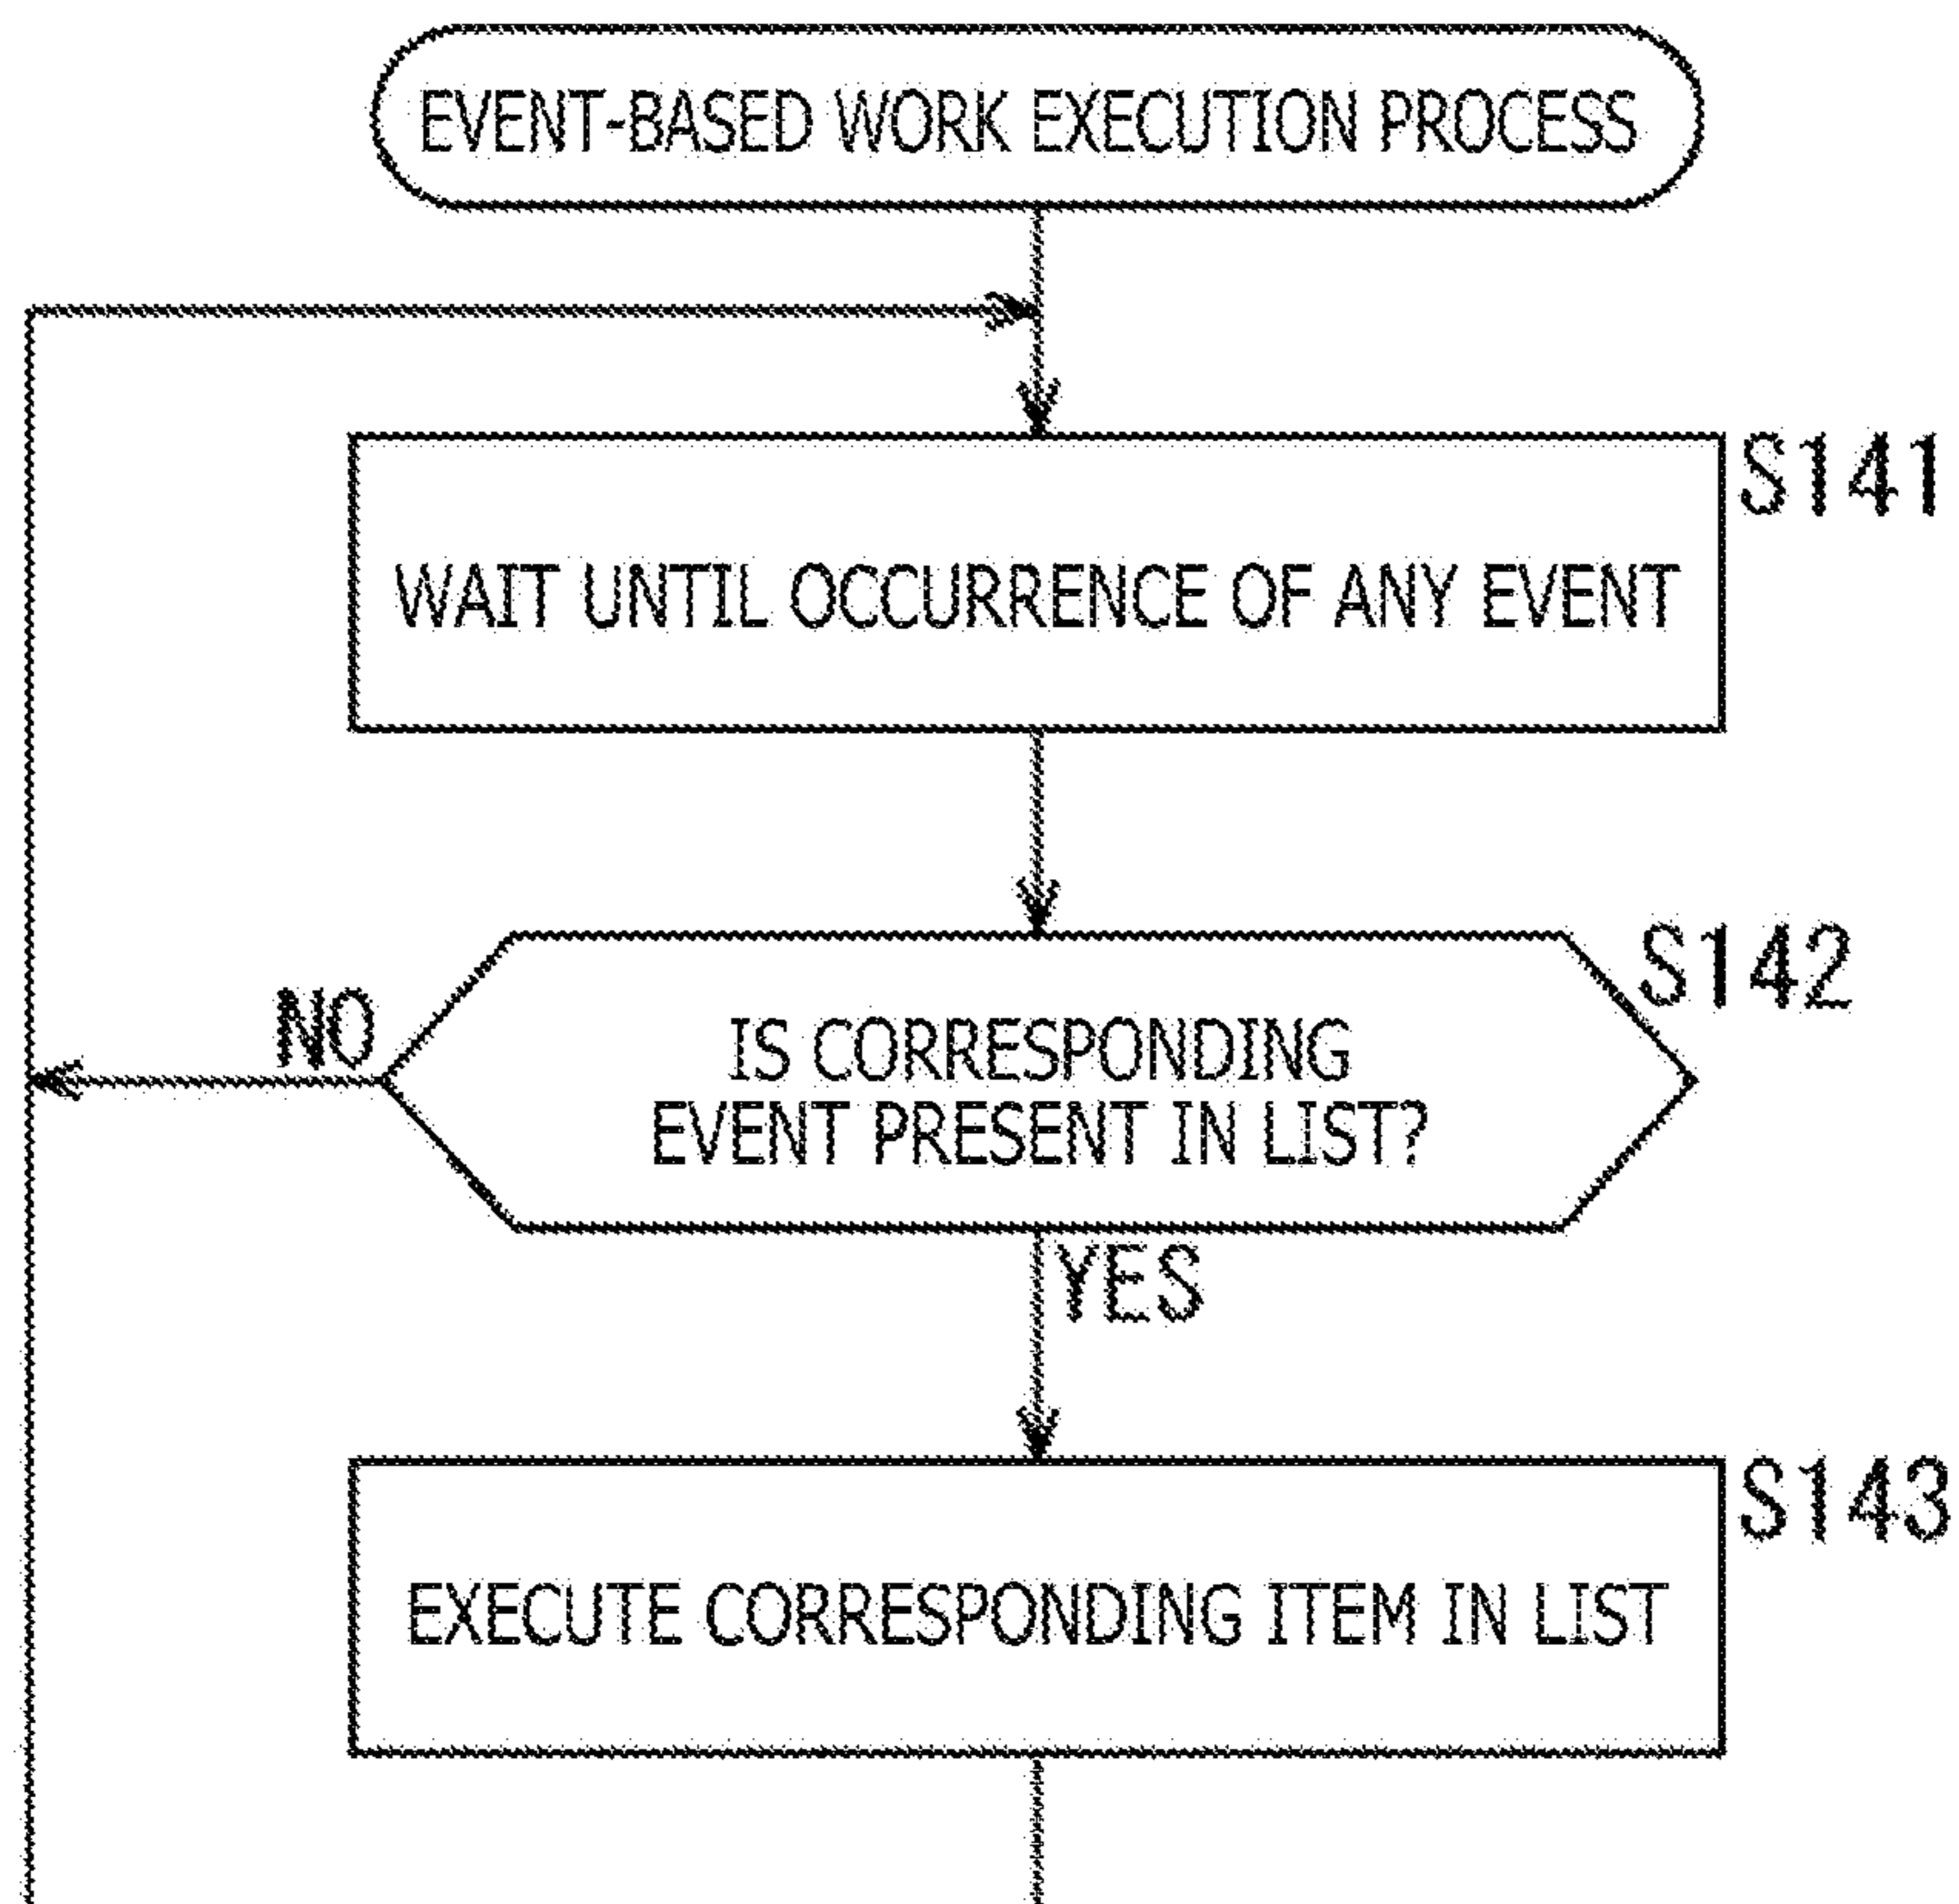 EVENT-BASED WORK EXECUTION PROCESS
S141
WAIT UNTIL OCCURRENCE OF ANY EVENT
S142
NO
IS CORRESPONDING
EVENT PRESENT IN LIST?
YES
S143
EXECUTE CORRESPONDING ITEM IN LIST